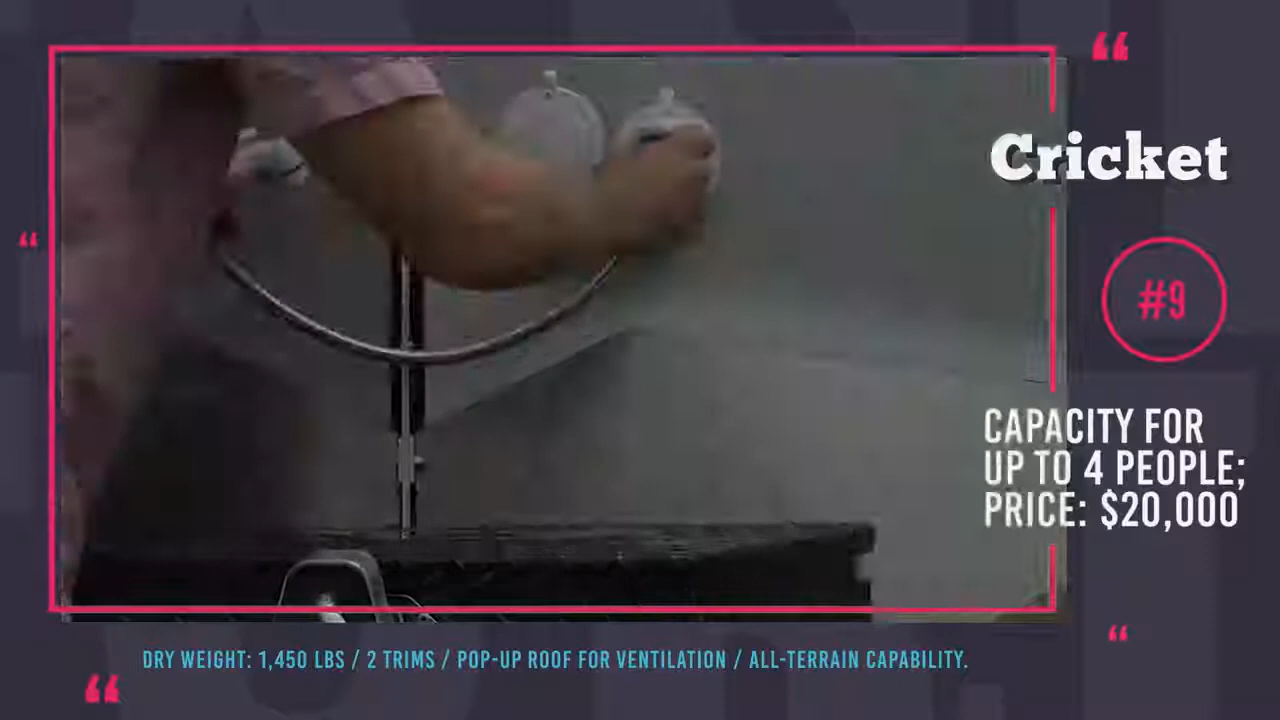 Cricket
#9
CAPACITY FOR
UP TO 4 PEOPLE;
PRICE: $20,000
DRY WEIGHT: 1,450 LBS / 2 TRIMS / POP-UP ROOF FOR VENTILATION / ALL-TERRAIN CAPABILITY.